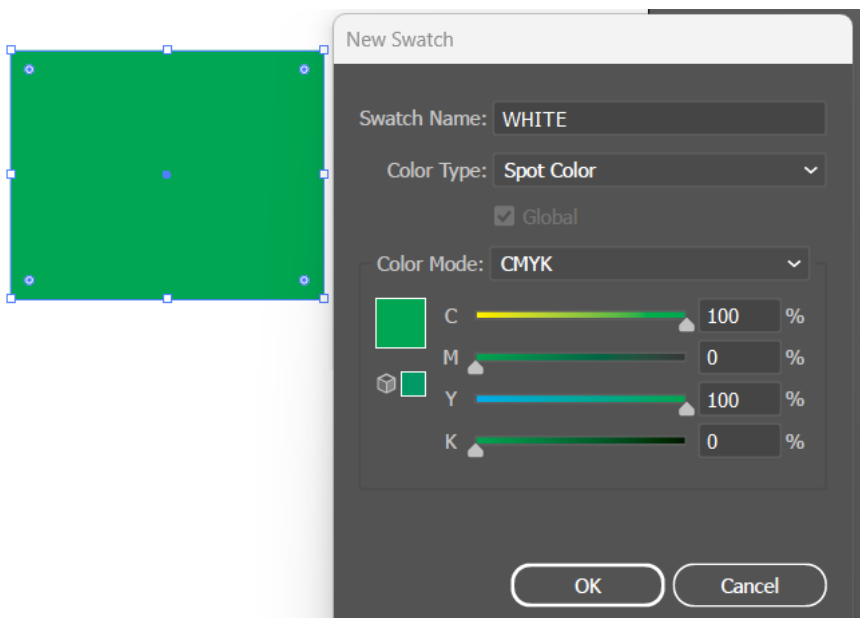 New Swatch
Swatch Name: WHITE
Color Type: Spot Color
Global
Color Mode: CMYK
C 100 %
M 0 %
Y 100 %
K 0 %
OK Cancel